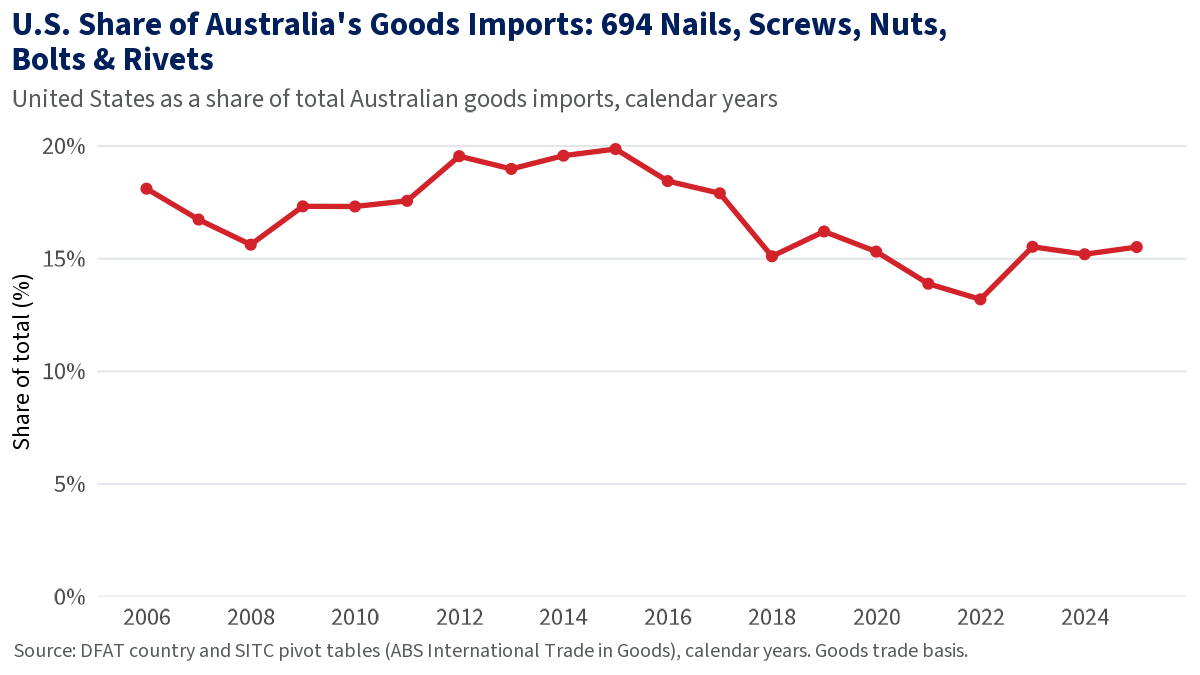 U.S. Share of Australia's Goods Imports: 694 Nails, Screws, Nuts,
Bolts & Rivets
United States as a share of total Australian goods imports, calendar years
Share of total (%)
20%
15%
10%
5%
0%
2006 2008 2010 2012 2014 2016 2018 2020 2022 2024
Source: DFAT country and SITC pivot tables (ABS International Trade in Goods), calendar years. Goods trade basis.